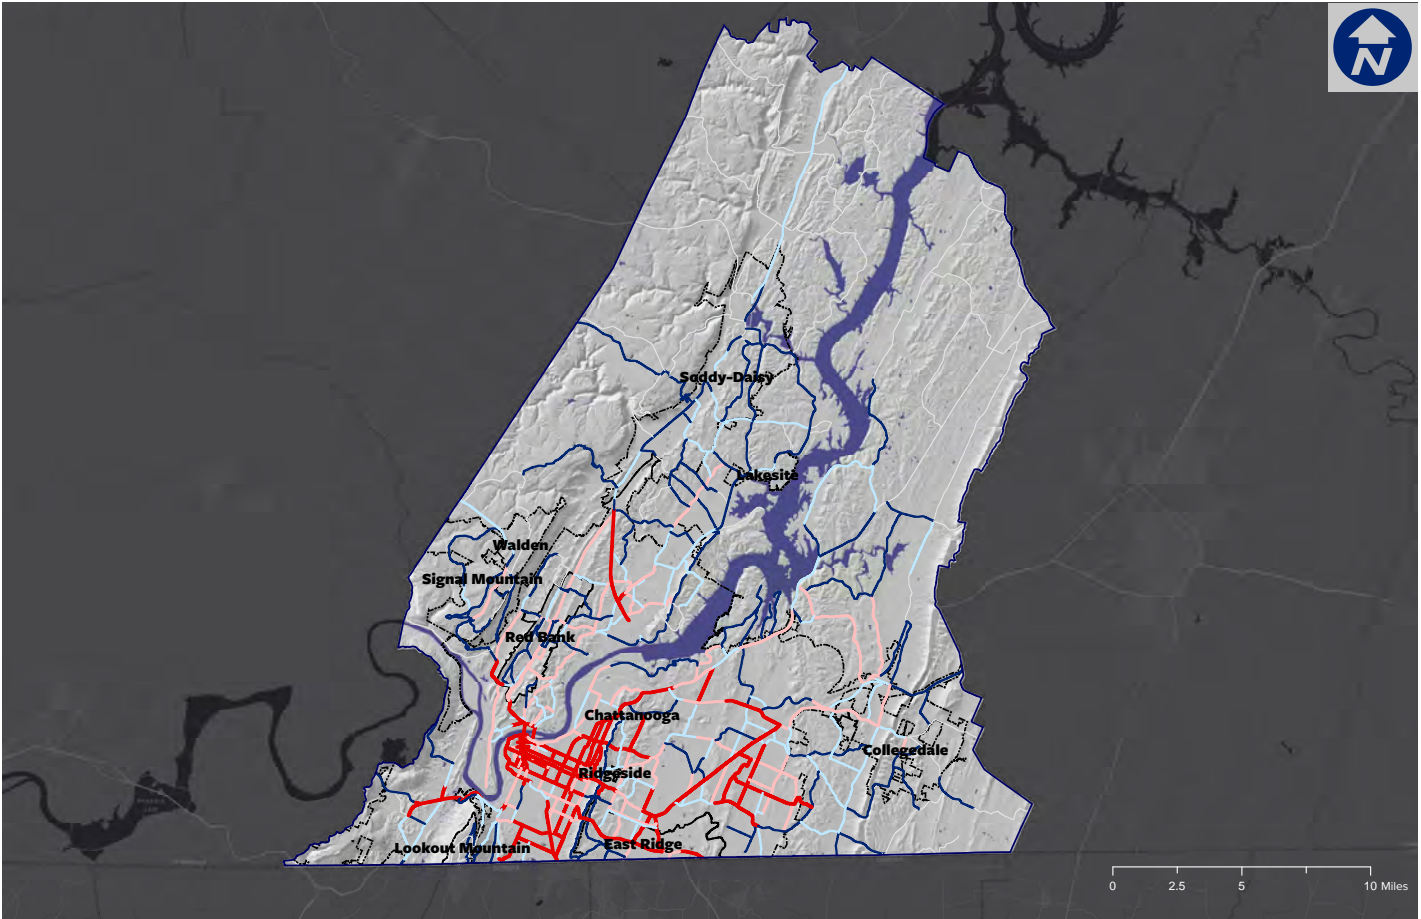 N
Soddy-Daisy
Lakesite
Walden
Signal Mountain
Red Bank
Chattanooga
Collegedale
Ridgeside
East Ridge
Lookout Mountain
0 2.5 5 10 Miles